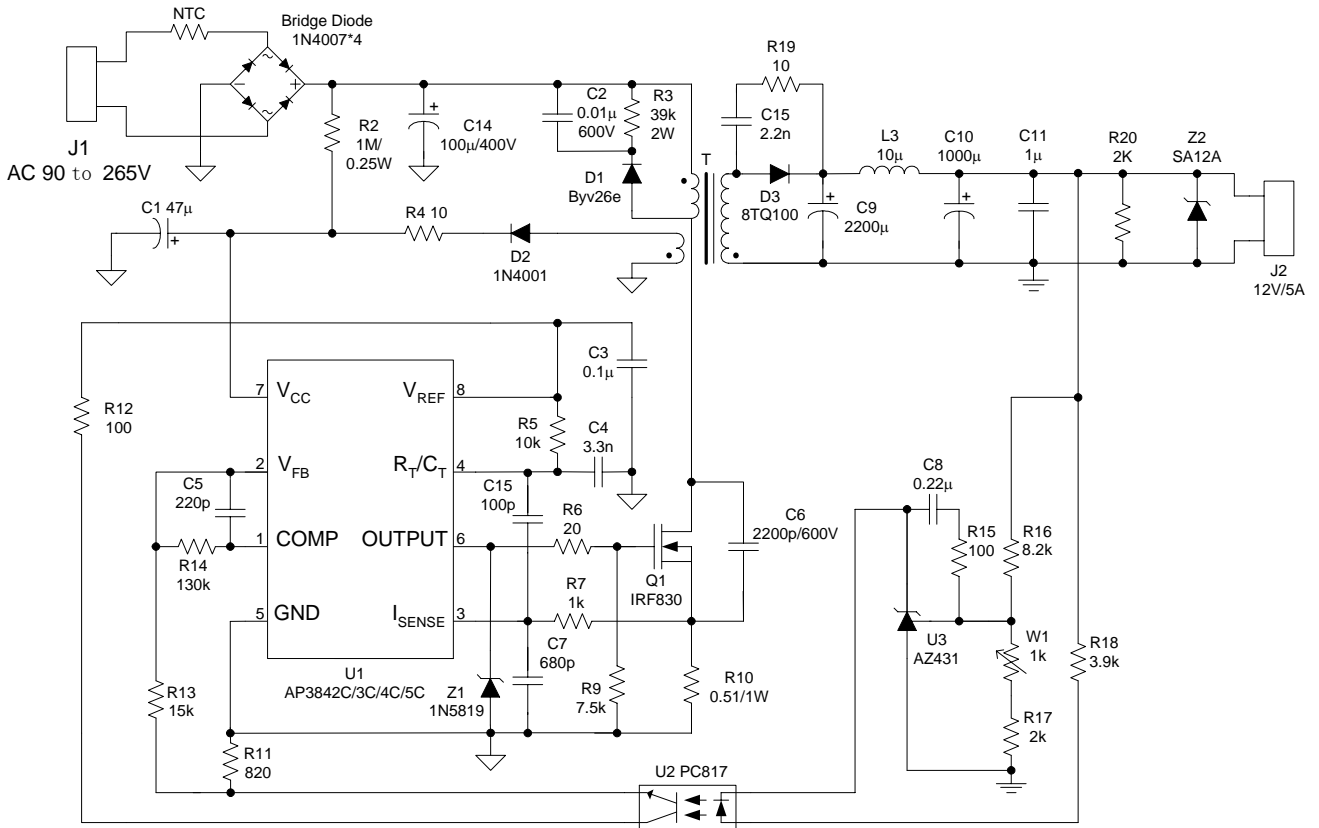 NTC
Bridge Diode
1N4007*4
J1
AC 90 to 265V
R2
1M/
0.25W
C14
100μ/400V
C2
0.01μ
600V
R3
39k
2W
D1
Byv26e
T
R19
10
C15
2.2n
D3
8TQ100
C9
2200μ
L3
10μ
C10
1000μ
C11
1μ
R20
2K
Z2
SA12A
J2
12V/5A
C1 47μ
R4 10
D2
1N4001
R12
100
C3
0.1μ
7 VCC
VREF 8
R5
10k
C4
3.3n
2 VFB
RT/CT 4
C5
220p
C15
100p
1 COMP
OUTPUT 6
R14
130k
R6
20
Q1
IRF830
C6
2200p/600V
5 GND
ISENSE 3
R7
1k
C7
680p
U1
AP3842C/3C/4C/5C
Z1
1N5819
R9
7.5k
R10
0.51/1W
R13
15k
R11
820
C8
0.22μ
R15
100
R16
8.2k
U3
AZ431
W1
1k
R18
3.9k
R17
2k
U2 PC817